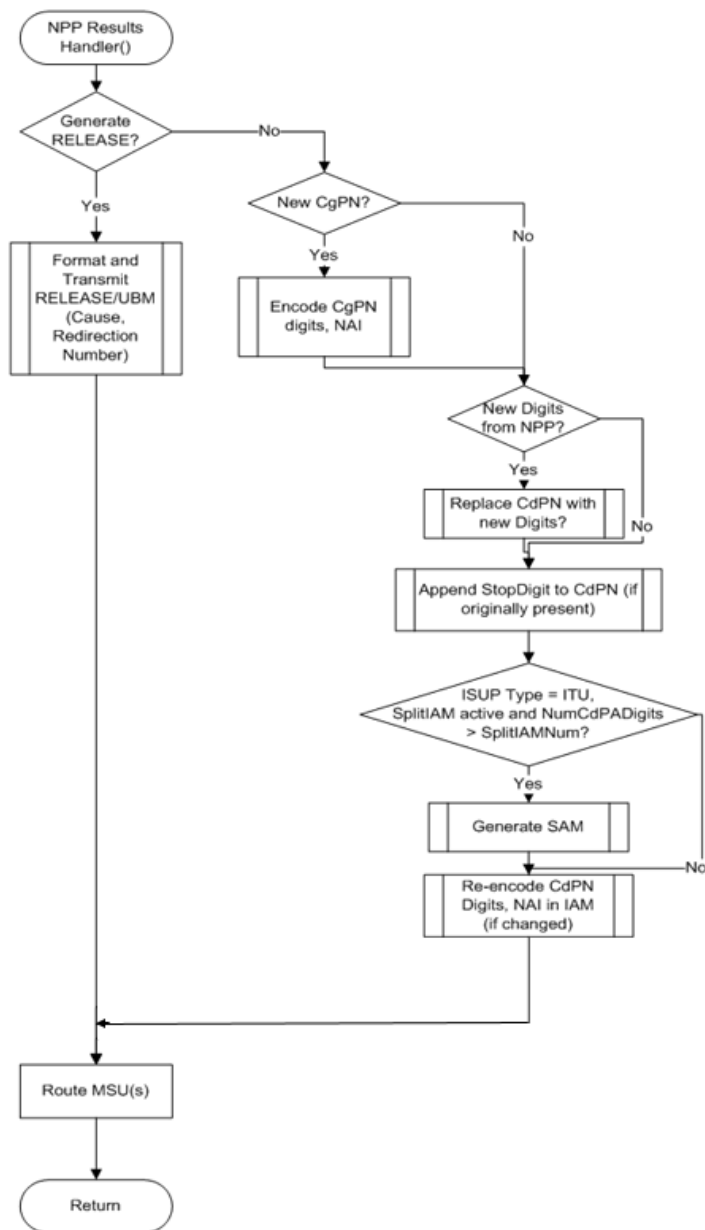 NPP Results
Handler()
Generate
RELEASE?
No
Yes
New CgPN?
No
Yes
Format and
Transmit
RELEASE/UBM
(Cause,
Redirection
Number)
Encode CgPN
digits, NAI
New Digits
from NPP?
Yes
Replace CdPN with
new Digits?
No
Append StopDigit to CdPN (if
originally present)
ISUP Type = ITU,
SplitIAM active and NumCdPADigits
> SplitIAMNum?
Yes
Generate SAM
No
Re-encode CdPN
Digits, NAI in IAM
(if changed)
Route MSU(s)
Return